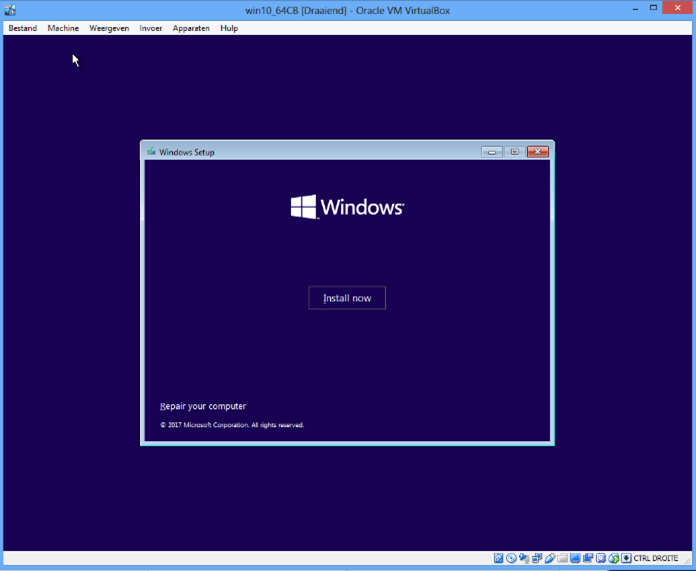 win10_64CB [Draaiend] - Oracle VM VirtualBox
Bestand Machine Weergeven Invoer Apparaten Hulp
Windows Setup
Windows
Install now
Repair your computer
© 2017 Microsoft Corporation. All rights reserved.
CTRL DROITE